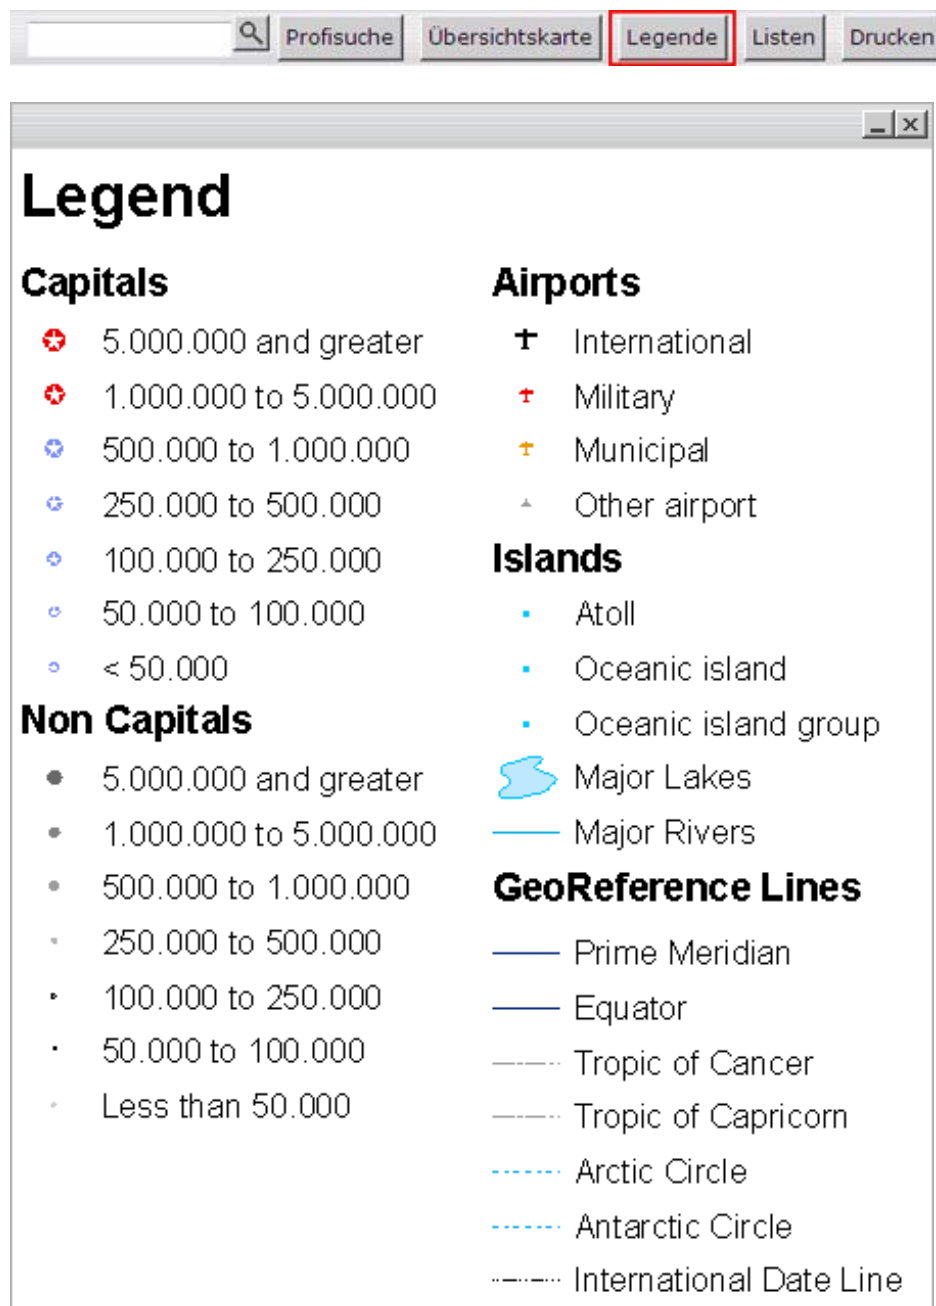 Profisuche Übersichtskarte Legende Listen Drucken
Legend
Capitals
5.000.000 and greater
1.000.000 to 5.000.000
500.000 to 1.000.000
250.000 to 500.000
100.000 to 250.000
50.000 to 100.000
< 50.000
Non Capitals
5.000.000 and greater
1.000.000 to 5.000.000
500.000 to 1.000.000
250.000 to 500.000
100.000 to 250.000
50.000 to 100.000
Less than 50.000
Airports
International
Military
Municipal
Other airport
Islands
Atoll
Oceanic island
Oceanic island group
Major Lakes
Major Rivers
GeoReference Lines
Prime Meridian
Equator
Tropic of Cancer
Tropic of Capricorn
Arctic Circle
Antarctic Circle
International Date Line